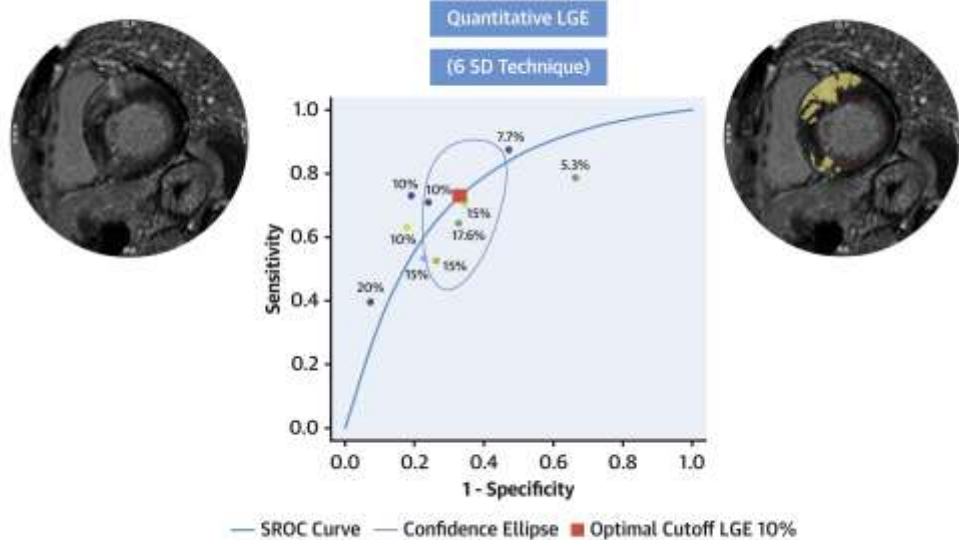 Quantitative LGE
(6 SD Technique)
1.0
0.8
0.6
0.4
0.2
0.0
Sensitivity
7.7%
5.3%
10%
10%
15%
17.6%
10%
15%
15%
20%
0.0 0.2 0.4 0.6 0.8 1.0
1 - Specificity
SROC Curve Confidence Ellipse Optimal Cutoff LGE 10%